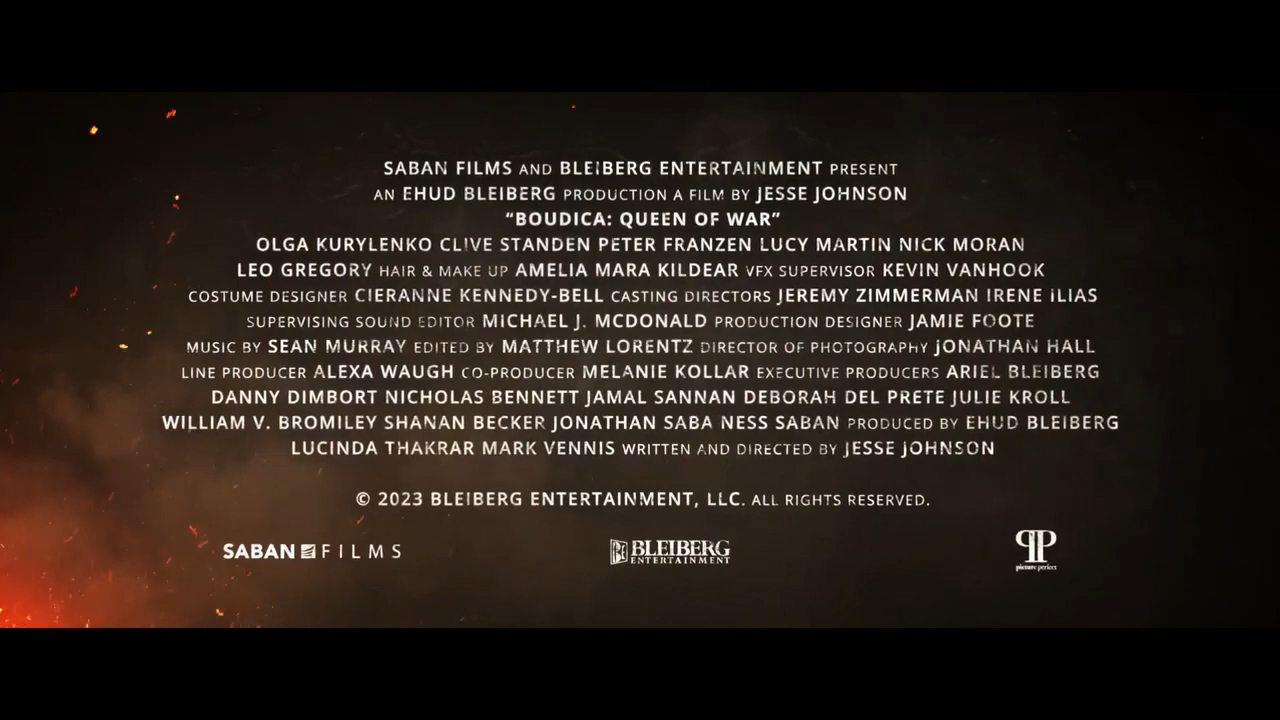 SABAN FILMS AND BLEIBERG ENTERTAINMENT PRESENT
AN EHUD BLEIBERG PRODUCTION A FILM BY JESSE JOHNSON
“BOUDICA: QUEEN OF WAR”
OLGA KURYLENKO CLIVE STANDEN PETER FRANZEN LUCY MARTIN NICK MORAN
LEO GREGORY HAIR & MAKE UP AMELIA MARA KILDEAR VFX SUPERVISOR KEVIN VANHOOK
COSTUME DESIGNER CIERANNE KENNEDY-BELL CASTING DIRECTORS JEREMY ZIMMERMAN IRENE ILIAS
SUPERVISING SOUND EDITOR MICHAEL J. MCDONALD PRODUCTION DESIGNER JAMIE FOOTE
MUSIC BY SEAN MURRAY EDITED BY MATTHEW LORENTZ DIRECTOR OF PHOTOGRAPHY JONATHAN HALL
LINE PRODUCER ALEXA WAUGH CO-PRODUCER MELANIE KOLLAR EXECUTIVE PRODUCERS ARIEL BLEIBERG
DANNY DIMBORT NICHOLAS BENNETT JAMAL SANNAN DEBORAH DEL PRETE JULIE KROLL
WILLIAM V. BROMILEY SHANAN BECKER JONATHAN SABA NESS SABAN PRODUCED BY EHUD BLEIBERG
LUCINDA THAKRAR MARK VENNIS WRITTEN AND DIRECTED BY JESSE JOHNSON
© 2023 BLEIBERG ENTERTAINMENT, LLC. ALL RIGHTS RESERVED.
SABAN FILMS
BLEIBERG
ENTERTAINMENT
PP
picture perfect